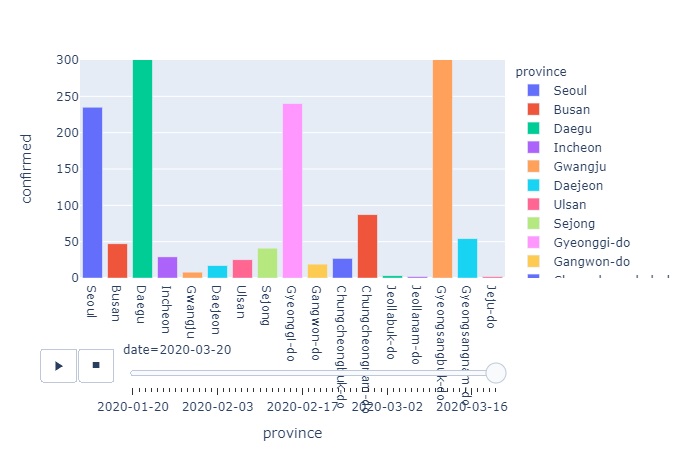 300
250
200
150
100
50
0
confirmed
Seoul
Busan
Daegu
Incheon
Gwangju
Daejeon
Ulsan
Sejong
Gyeonggi-do
Gangwon-do
Chungcheongbuk-do
Chungcheongnam-do
Jeollabuk-do
Jeollanam-do
Gyeongsangbuk-do
Gyeongsangnam-do
Jeju-do
province
Seoul
Busan
Daegu
Incheon
Gwangju
Daejeon
Ulsan
Sejong
Gyeonggi-do
Gangwon-do
date=2020-03-20
2020-01-20
2020-02-03
2020-02-17
2020-03-02
2020-03-16
province